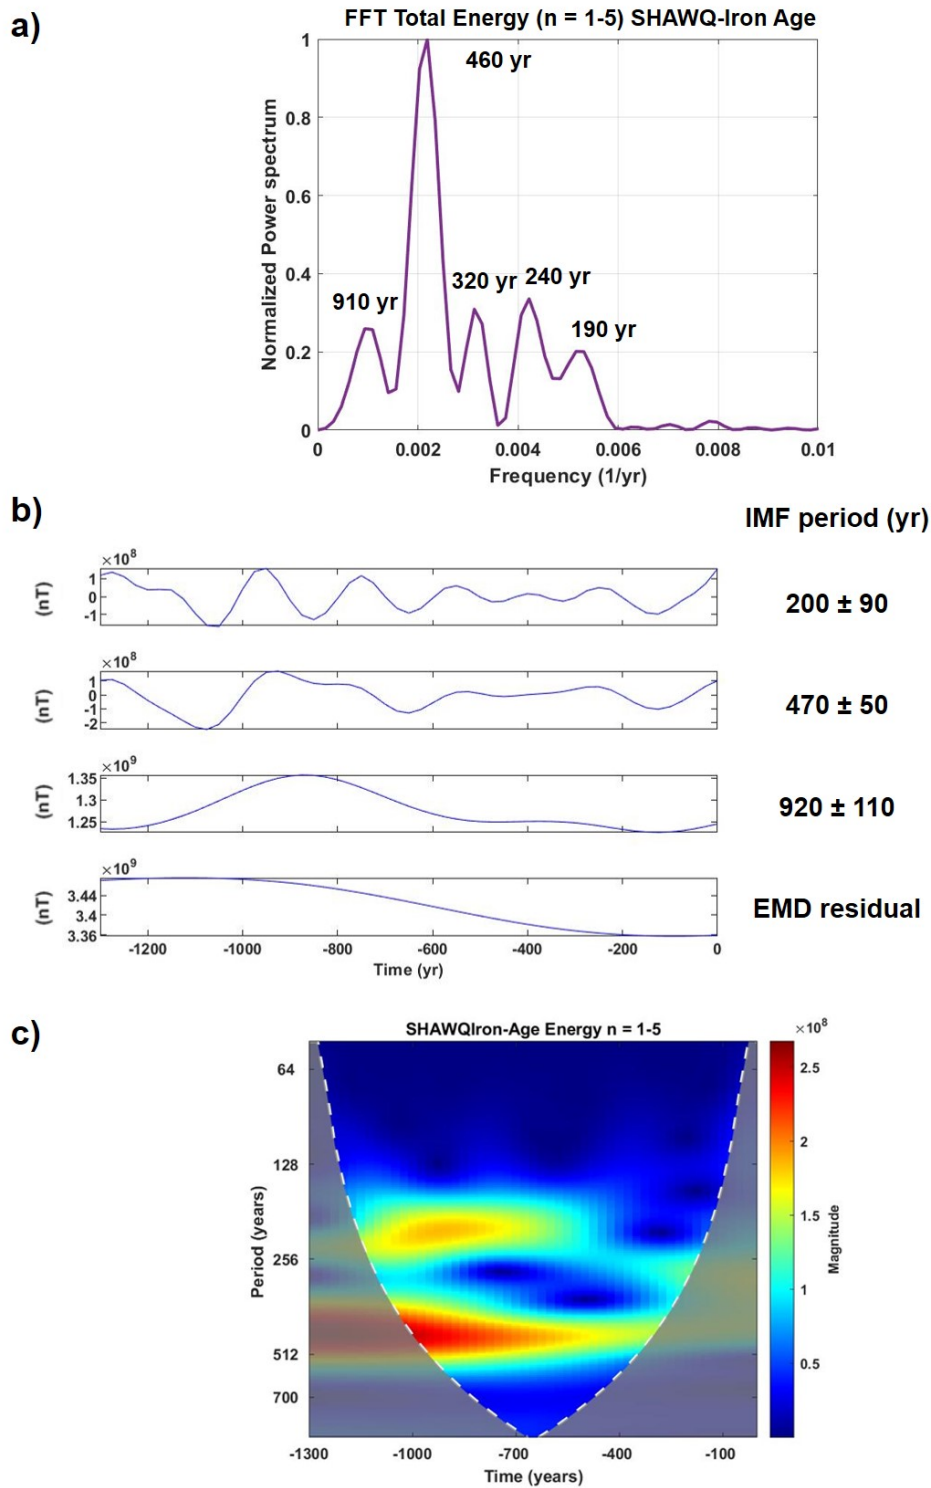 a)
FFT Total Energy (n = 1-5) SHAWQ-Iron Age
460 yr
910 yr
320 yr
240 yr
190 yr
Normalized Power spectrum
1
0.8
0.6
0.4
0.2
0
0 0.002 0.004 0.006 0.008 0.01
Frequency (1/yr)
b)
IMF period (yr)
×10⁸
(nT)
1
0
-1
200 ± 90
×10⁸
(nT)
1
0
-1
-2
470 ± 50
×10⁹
(nT)
1.35
1.3
1.25
920 ± 110
×10⁹
(nT)
3.44
3.4
3.36
EMD residual
-1200 -1000 -800 -600 -400 -200 0
Time (yr)
c)
SHAWQIron-Age Energy n = 1-5
×10⁸
Period (years)
64
128
256
512
700
-1300 -1000 -700 -400 -100
Time (years)
2.5
2
1.5
1
0.5
Magnitude